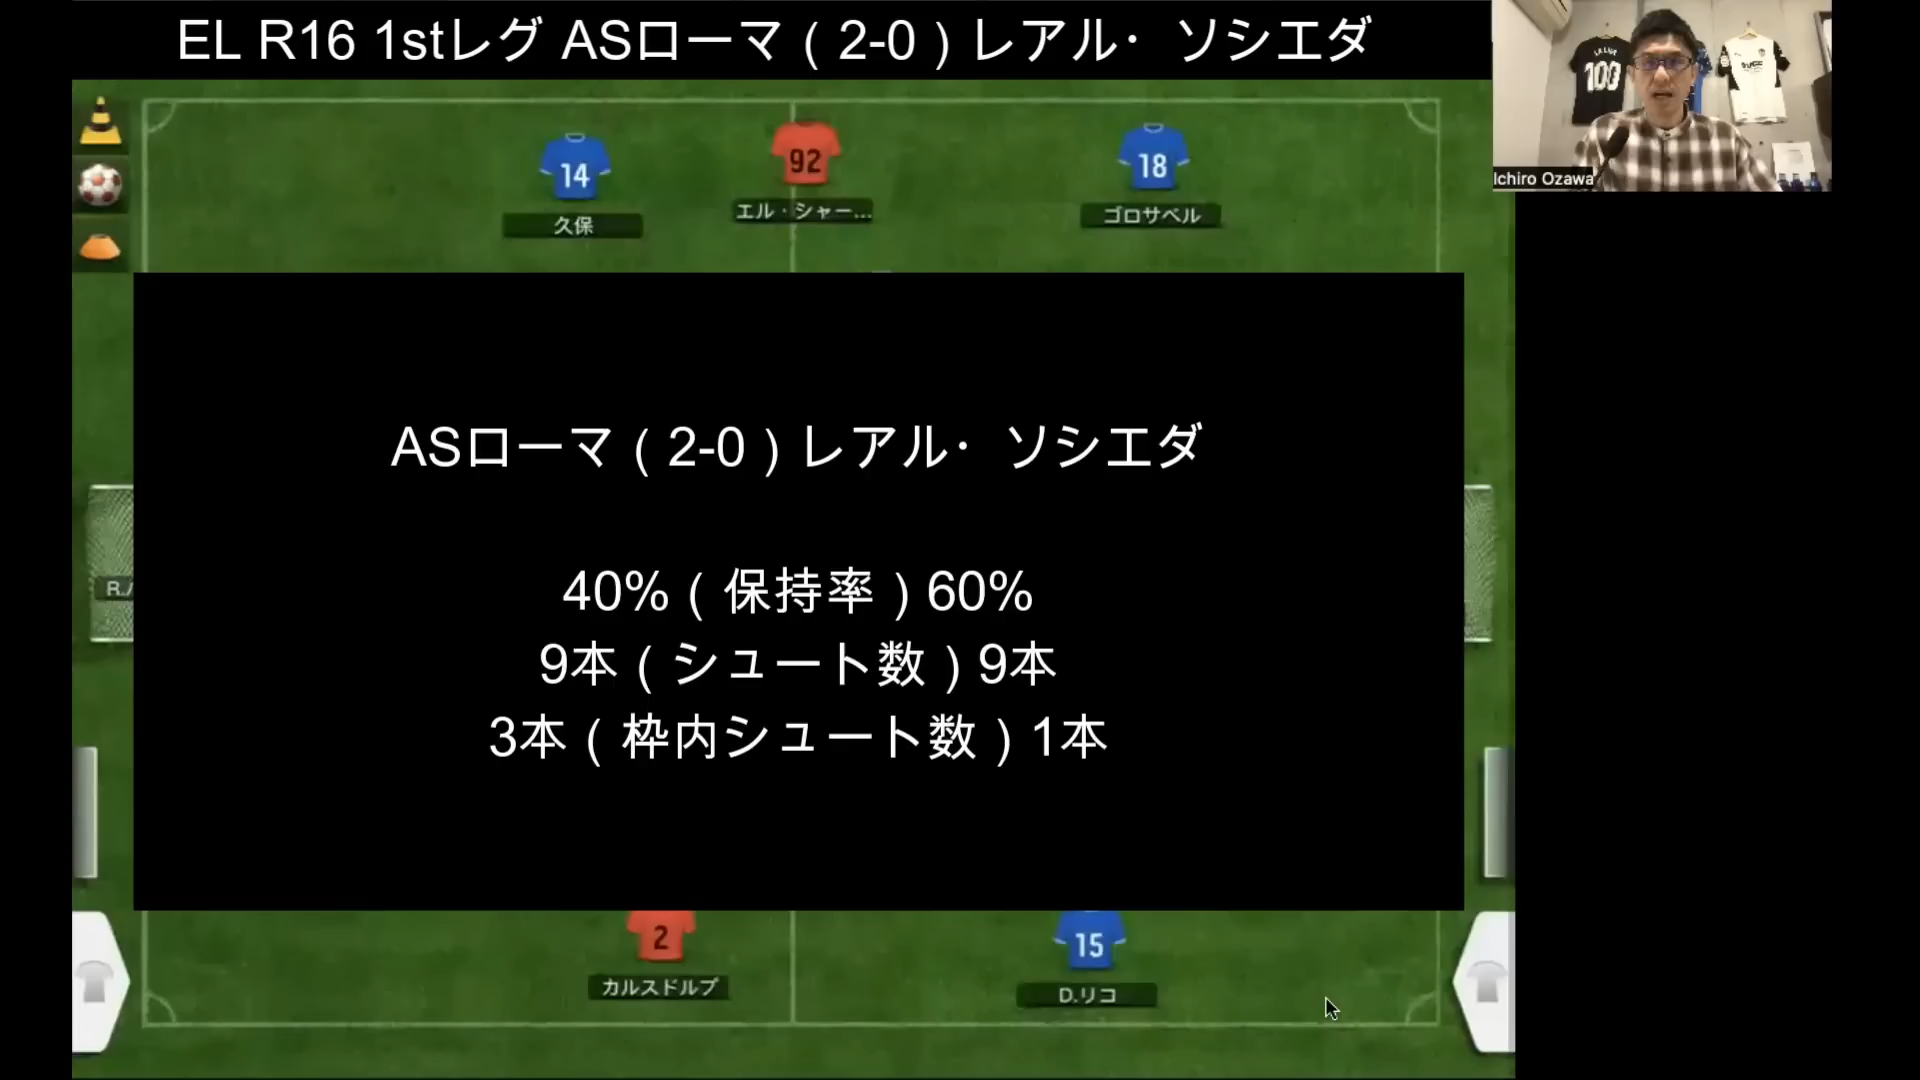 EL R16 1stレグ ASローマ（2-0）レアル・ソシエダ
LALIGA
100
Ichiro Ozawa
14
久保
92
エル・シャー...
18
ゴロサベル
ASローマ（2-0）レアル・ソシエダ
40%（保持率）60%
9本（シュート数）9本
3本（枠内シュート数）1本
2
カルスドルプ
15
D.リコ